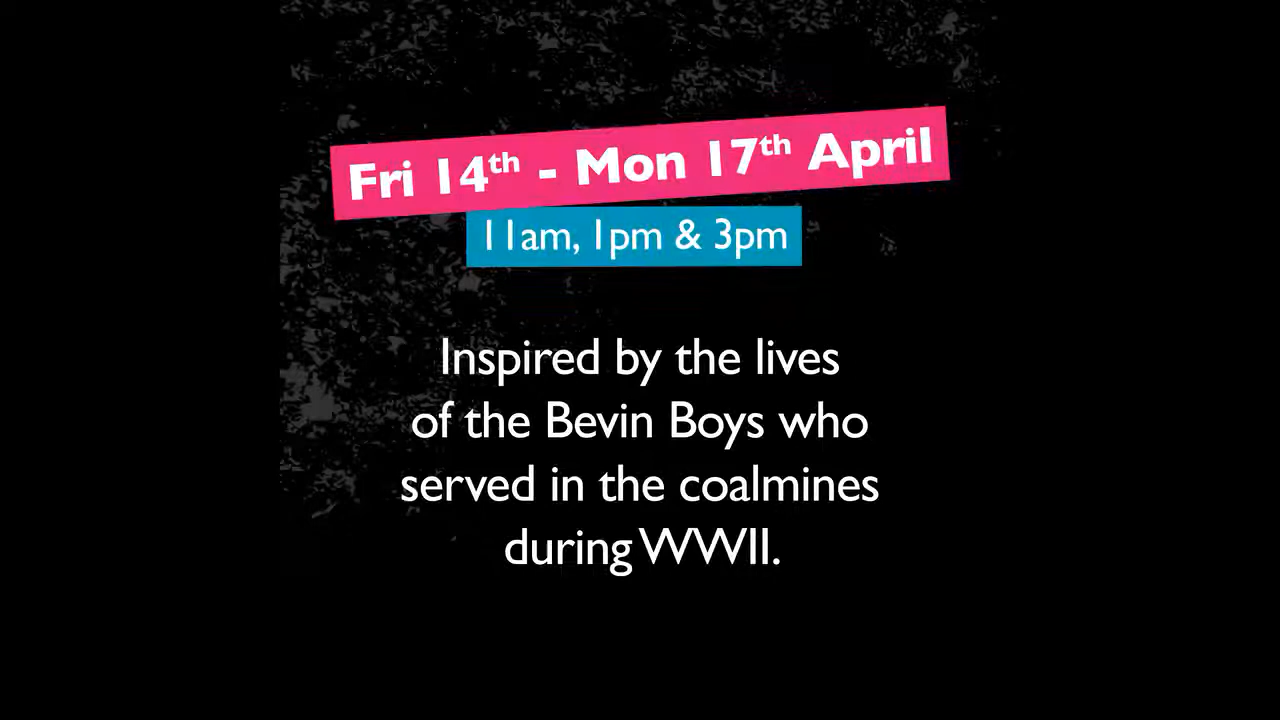 Fri 14th - Mon 17th April
11am, 1pm & 3pm
Inspired by the lives
of the Bevin Boys who
served in the coalmines
during WWII.